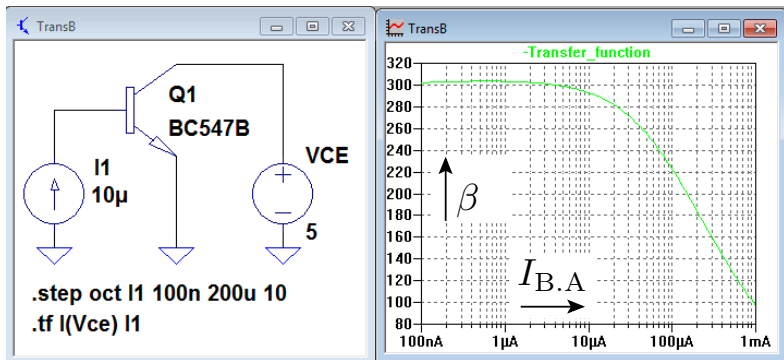 TransB
Q1
BC547B
I1
10µ
VCE
5
.step oct I1 100n 200u 10
.tf I(Vce) I1
TransB
-Transfer_function
320
300
280
260
240
220
200
180
160
140
120
100
80
β
I_B.A
100nA 1µA 10µA 100µA 1mA